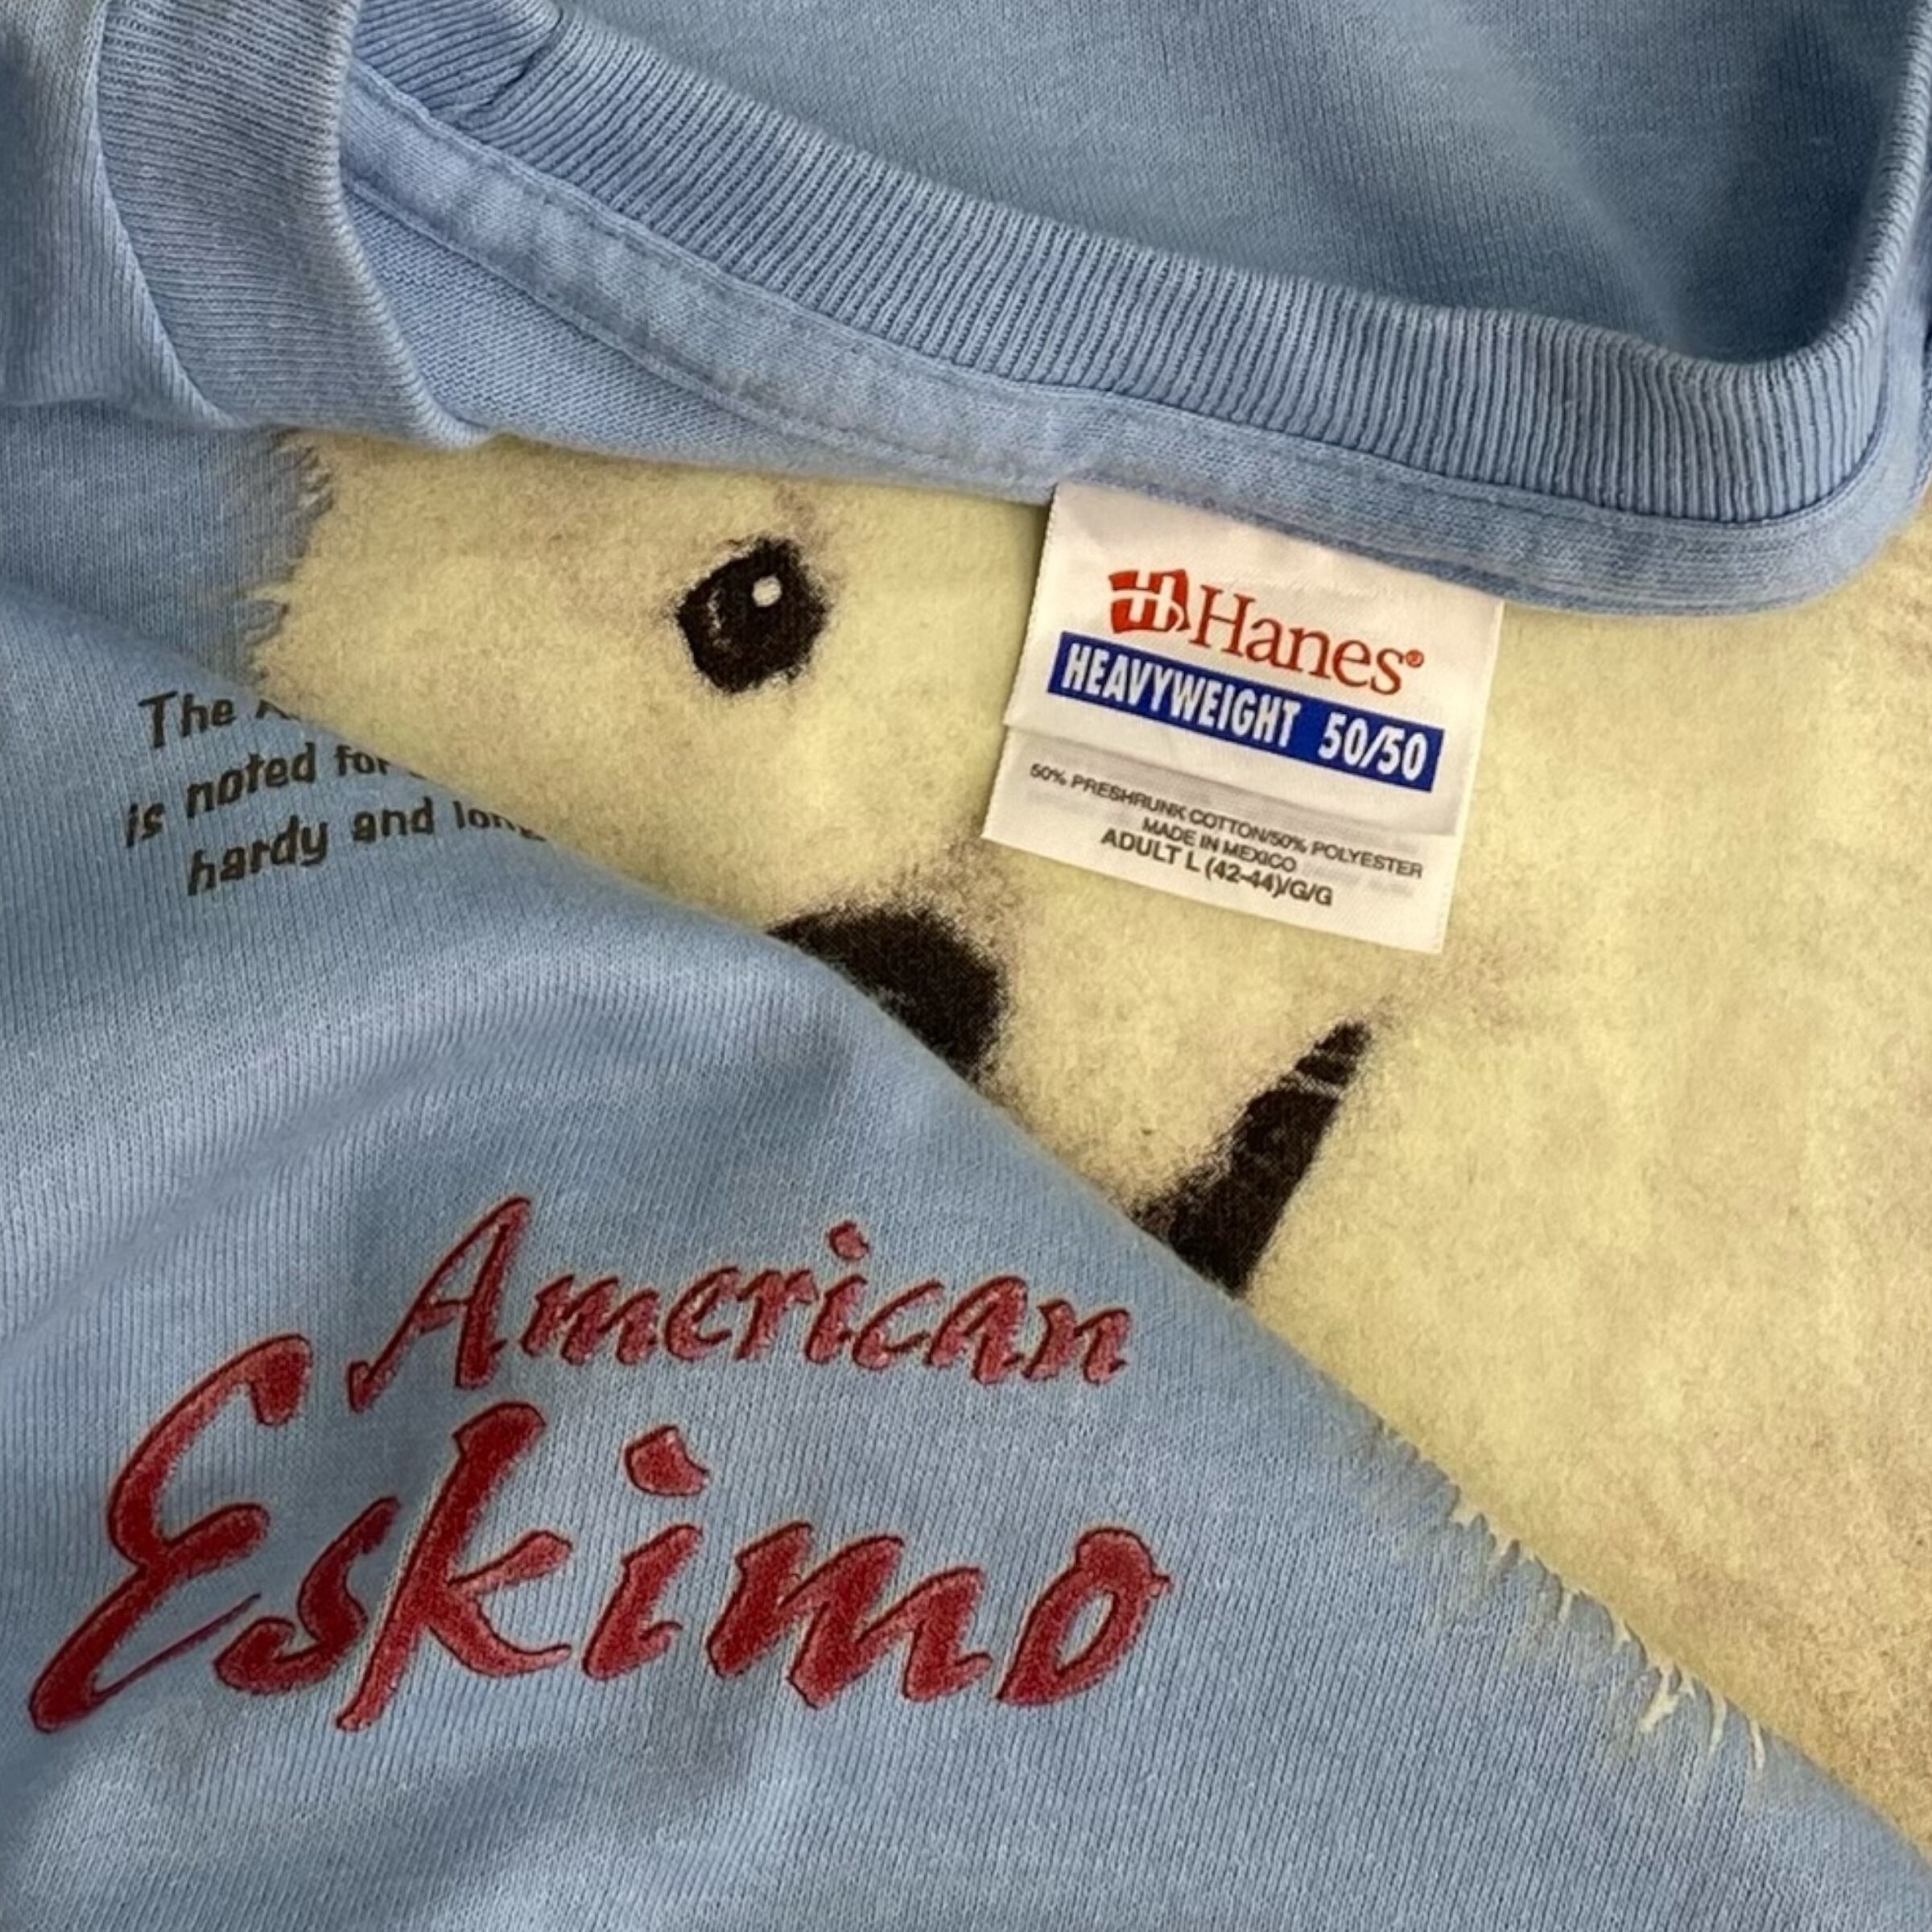 Hanes®
HEAVYWEIGHT 50/50
50% PRESHRUNK COTTON/50% POLYESTER
MADE IN MEXICO
ADULT L (42-44)/G/G
The
is noted for
hardy and
American
Eskimo